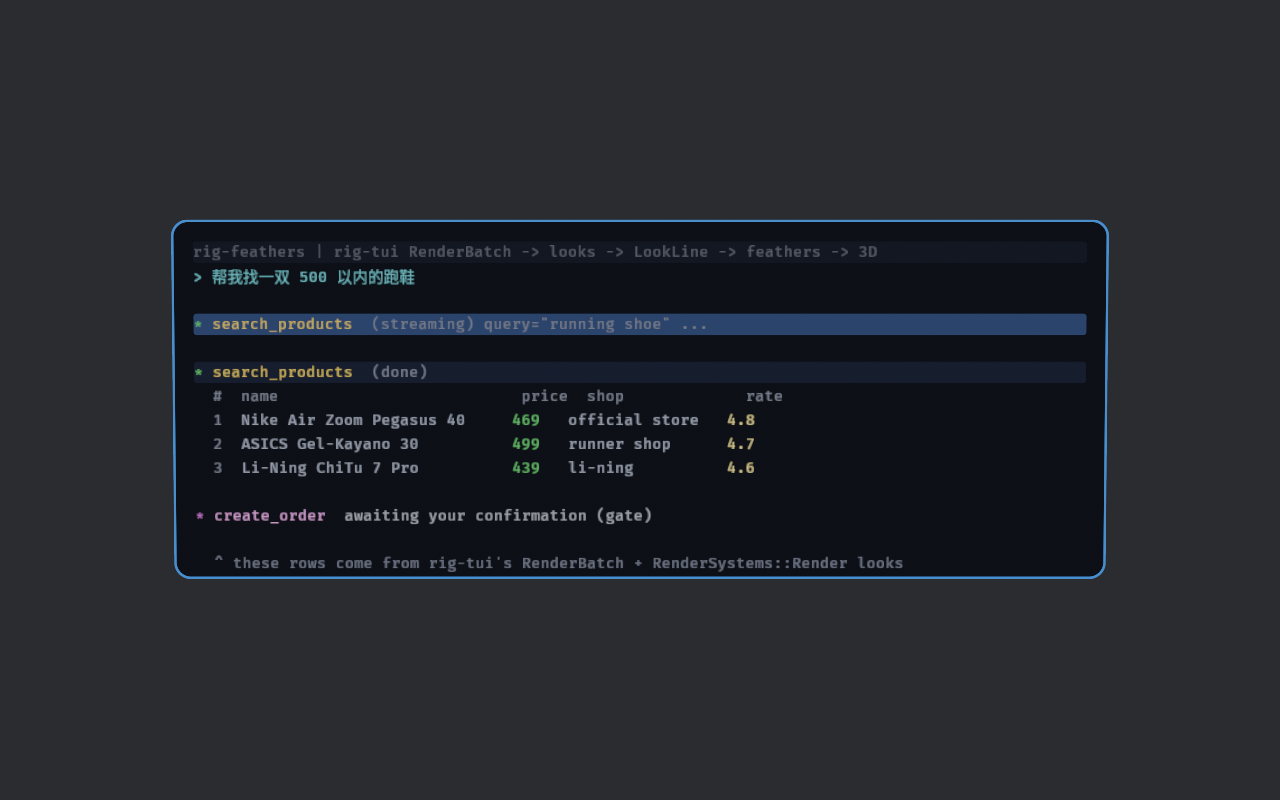 rig-feathers | rig-tui RenderBatch -> looks -> LookLine -> feathers -> 3D
> 帮我找一双 500 以内的跑鞋
* search_products  (streaming) query="running shoe" ...
* search_products  (done)
#  name                          price  shop             rate
1  Nike Air Zoom Pegasus 40     469   official store   4.8
2  ASICS Gel-Kayano 30          499   runner shop      4.7
3  Li-Ning ChiTu 7 Pro          439   li-ning          4.6
* create_order  awaiting your confirmation (gate)
^ these rows come from rig-tui's RenderBatch + RenderSystems::Render looks